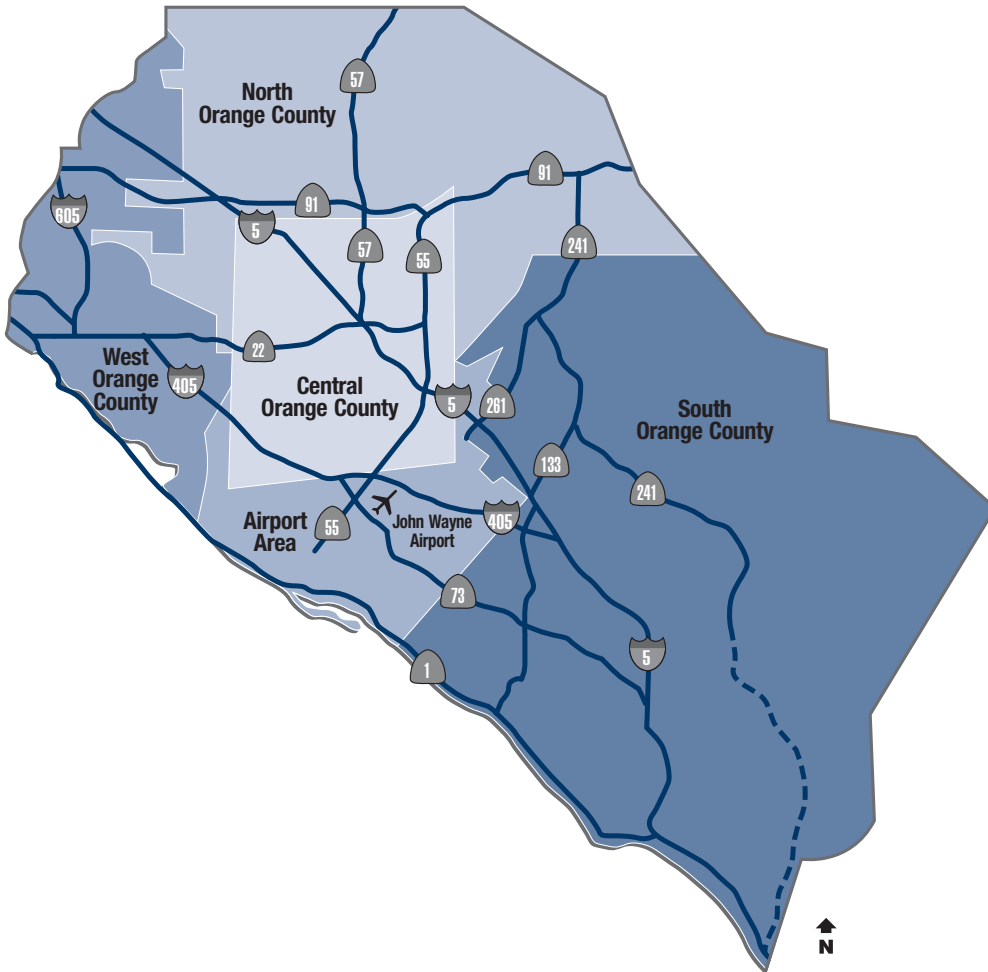 57
North
Orange County
91
91
605
5
57
55
241
22
West
Orange
County
405
Central
Orange County
5
261
South
Orange County
133
241
405
Airport
Area
55
John Wayne
Airport
73
5
1
N